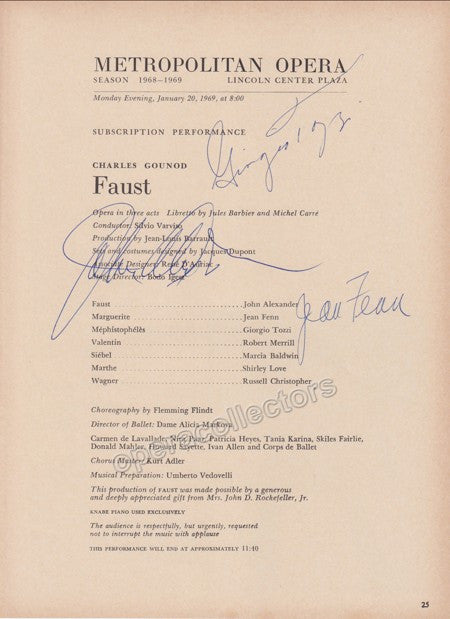 METROPOLITAN OPERA
SEASON 1968–1969 LINCOLN CENTER PLAZA
Monday Evening, January 20, 1969, at 8:00
SUBSCRIPTION PERFORMANCE
CHARLES GOUNOD
Faust
Opera in three acts Libretto by Jules Barbier and Michel Carré
Conductor: Silvio Varviso
Production by Jean-Louis Barrault
Sets and costumes designed by Jacques Dupont
Designer: René D'Auriac
Stage Director: Bodo Igesz
Faust John Alexander
Marguerite Jean Fenn
Jean Fenn
Méphistophélès Giorgio Tozzi
Valentin Robert Merrill
Siébel Marcia Baldwin
Marthe Shirley Love
Wagner Russell Christopher
operacollectors
Choreography by Flemming Flindt
Director of Ballet: Dame Alicia Markova
Carmen de Lavallade, Nira Paaz, Patricia Heyes, Tania Karina, Skiles Fairlie,
Donald Mahler, Howard Sayette, Ivan Allen and Corps de Ballet
Chorus Master: Kurt Adler
Musical Preparation: Umberto Vedovelli
This production of FAUST was made possible by a generous
and deeply appreciated gift from Mrs. John D. Rockefeller, Jr.
KNABE PIANO USED EXCLUSIVELY
The audience is respectfully, but urgently, requested
not to interrupt the music with applause
THIS PERFORMANCE WILL END AT APPROXIMATELY 11:40
25